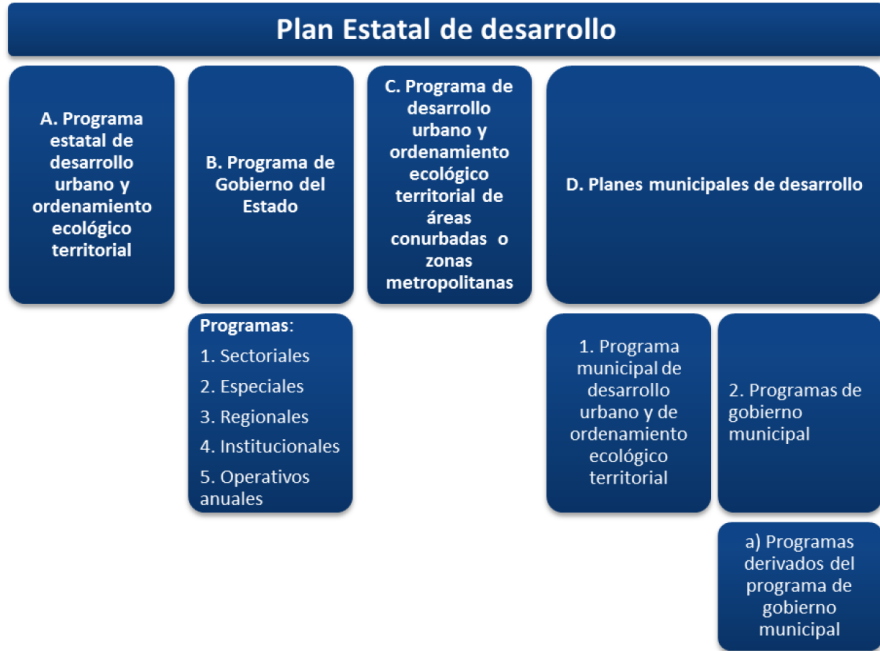 Plan Estatal de desarrollo
A. Programa
estatal de
desarrollo
urbano y
ordenamiento
ecológico
territorial
B. Programa de
Gobierno del
Estado
C. Programa de
desarrollo
urbano y
ordenamiento
ecológico
territorial de
áreas
conurbadas o
zonas
metropolitanas
D. Planes municipales de desarrollo
Programas:
1. Sectoriales
2. Especiales
3. Regionales
4. Institucionales
5. Operativos
anuales
1. Programa
municipal de
desarrollo
urbano y de
ordenamiento
ecológico
territorial
2. Programas de
gobierno
municipal
a) Programas
derivados del
programa de
gobierno
municipal